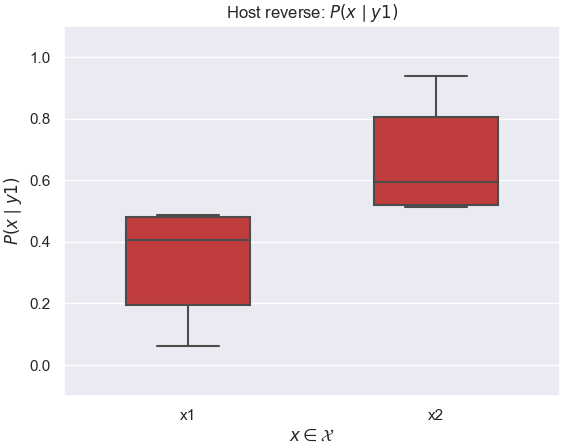 Host reverse: P(x | y1)
P(x | y1)
1.0
0.8
0.6
0.4
0.2
0.0
x1 x2
x ∈ 𝒳